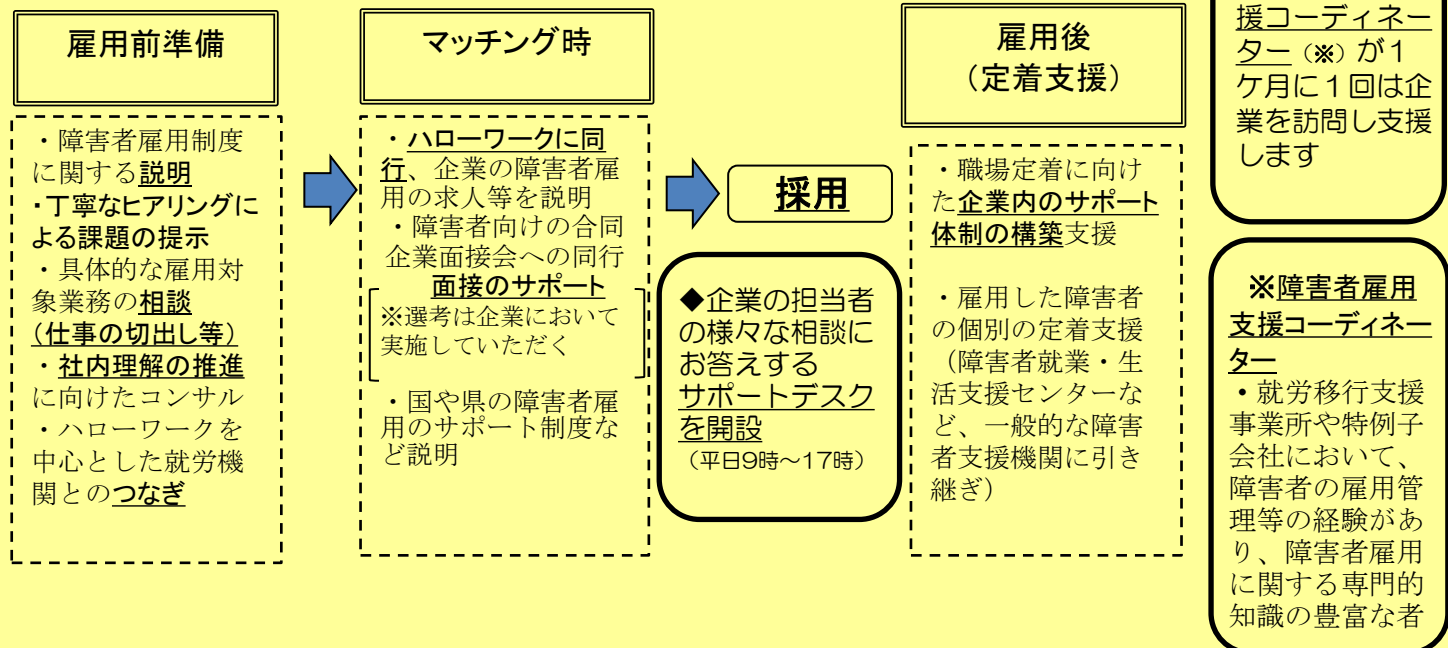 雇用前準備
・障害者雇用制度
に関する説明
・丁寧なヒアリングに
よる課題の提示
・具体的な雇用対
象業務の相談
（仕事の切出し等）
・社内理解の推進
に向けたコンサル
・ハローワークを
中心とした就労機
関とのつなぎ
マッチング時
・ハローワークに同
行、企業の障害者雇
用の求人等を説明
・障害者向けの合同
企業面接会への同行
面接のサポート
※選考は企業において
実施していただく
・国や県の障害者雇
用のサポート制度な
ど説明
採用
◆企業の担当者
の様々な相談に
お答えする
サポートデスク
を開設
（平日9時～17時）
雇用後
（定着支援）
・職場定着に向け
た企業内のサポート
体制の構築支援
・雇用した障害者
の個別の定着支援
（障害者就業・生
活支援センターな
ど、一般的な障害
者支援機関に引き
継ぎ）
援コーディネー
ター（※）が１
ケ月に１回は企
業を訪問し支援
します
※障害者雇用
支援コーディネー
ター
・就労移行支援
事業所や特例子
会社において、
障害者の雇用管
理等の経験があ
り、障害者雇用
に関する専門的
知識の豊富な者